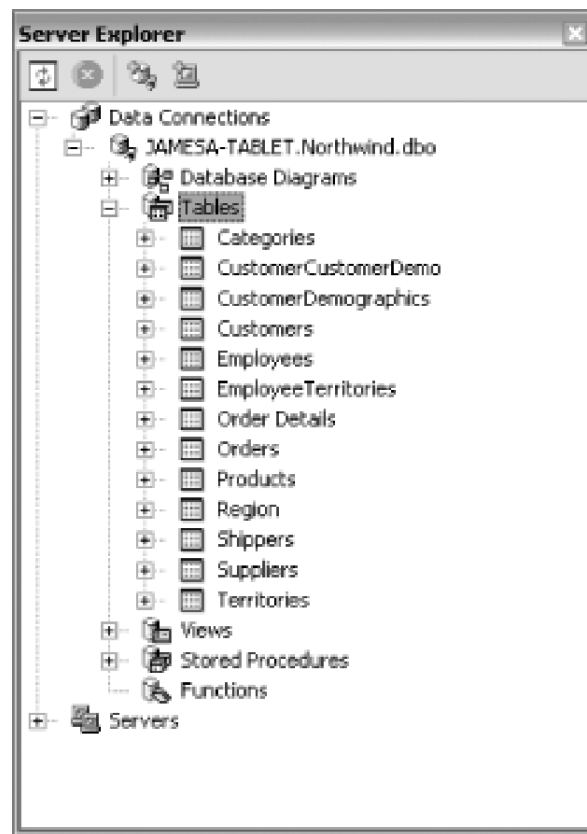 Server Explorer
Data Connections
JAMESA-TABLET.Northwind.dbo
Database Diagrams
Tables
Categories
CustomerCustomerDemo
CustomerDemographics
Customers
Employees
EmployeeTerritories
Order Details
Orders
Products
Region
Shippers
Suppliers
Territories
Views
Stored Procedures
Functions
Servers